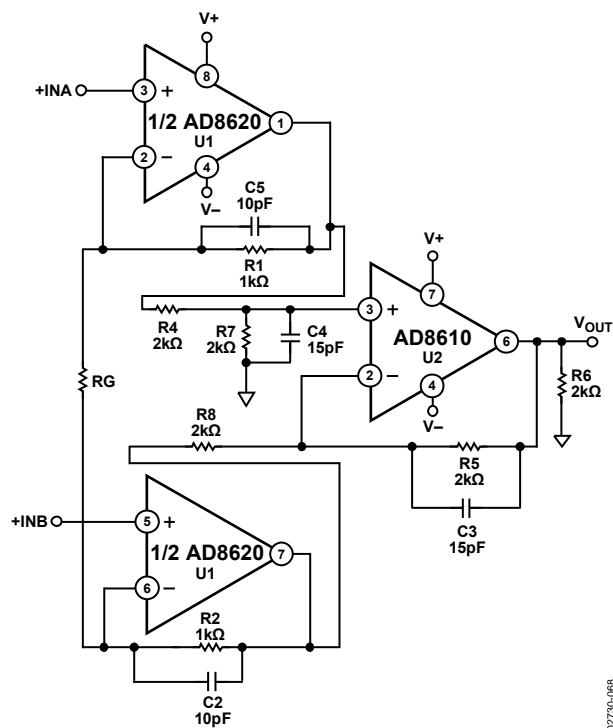 V+
8
+INA
3
+
1/2 AD8620
1
U1
2
–
4
V–
C5
10pF
R1
1kΩ
V+
7
R4
2kΩ
R7
2kΩ
C4
15pF
3
+
AD8610
U2
6
VOUT
2
–
4
V–
R6
2kΩ
RG
R8
2kΩ
R5
2kΩ
C3
15pF
+INB
5
+
1/2 AD8620
7
U1
6
–
R2
1kΩ
C2
10pF
02730-068